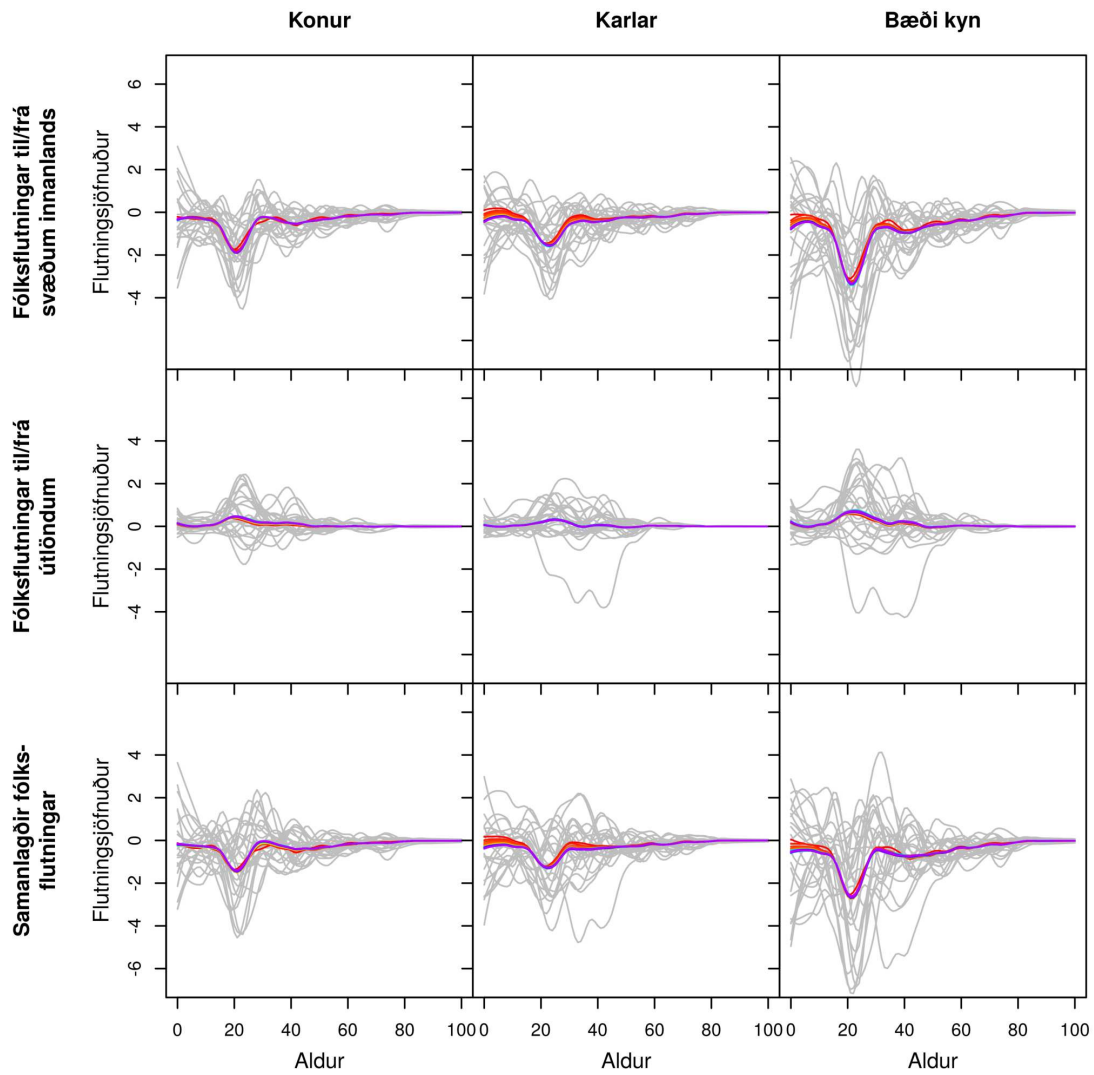 Konur Karlar Bæði kyn
Fólksflutningar til/frá
svæðum innanlands
Flutningsjöfnuður
6
4
2
0
-2
-4
Fólksflutningar til/frá
útlöndum
Flutningsjöfnuður
4
2
0
-2
-4
Samanlagðir fólks-
flutningar
Flutningsjöfnuður
4
2
0
-2
-4
-6
0 20 40 60 80 100 0 20 40 60 80 100 0 20 40 60 80 100
Aldur Aldur Aldur